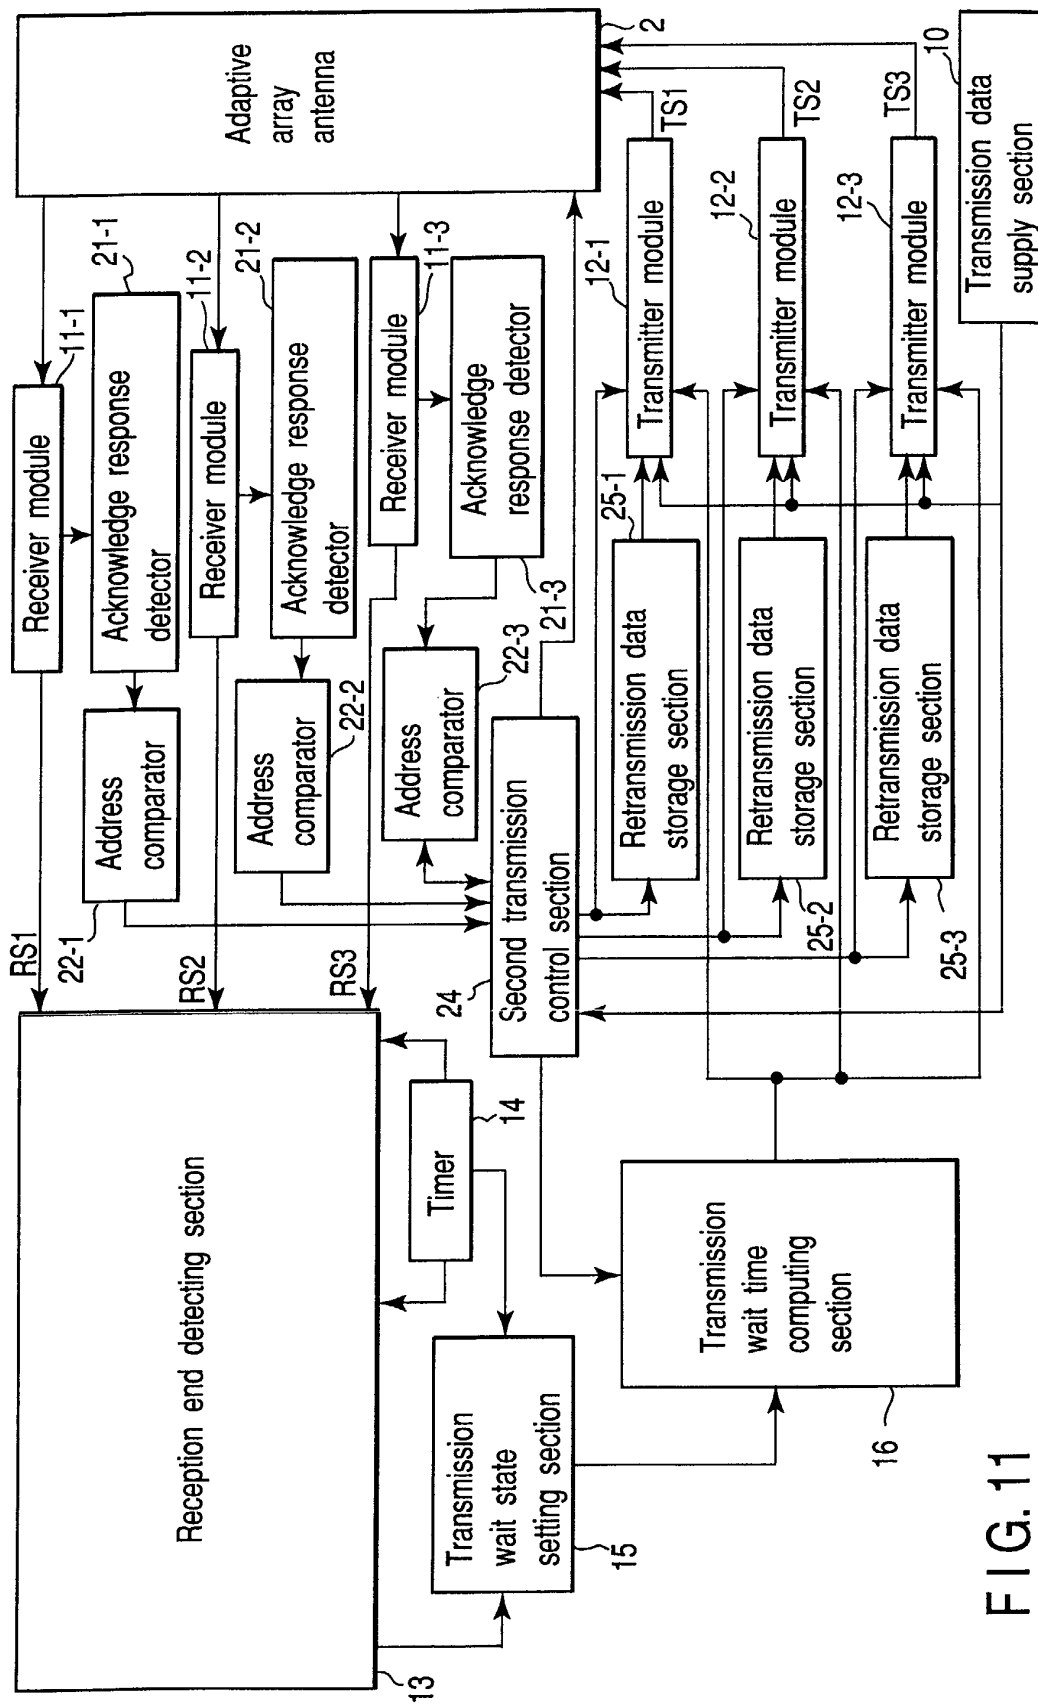 Adaptive
array
antenna
2
Receiver module
11-1
21-1
Acknowledge response
detector
Address
comparator
22-1
RS1
Receiver module
11-2
21-2
Acknowledge response
detector
Address
comparator
22-2
RS2
Receiver module
11-3
Acknowledge
response detector
21-3
Address
comparator
22-3
RS3
Reception end detecting section
13
Timer
14
Transmission
wait state
setting section
15
Transmission
wait time
computing
section
16
Second transmission
control section
24
Retransmission data
storage section
25-1
Retransmission data
storage section
25-2
Retransmission data
storage section
25-3
Transmitter module
12-1
TS1
Transmitter module
12-2
TS2
Transmitter module
12-3
TS3
Transmission data
supply section
10
FIG. 11